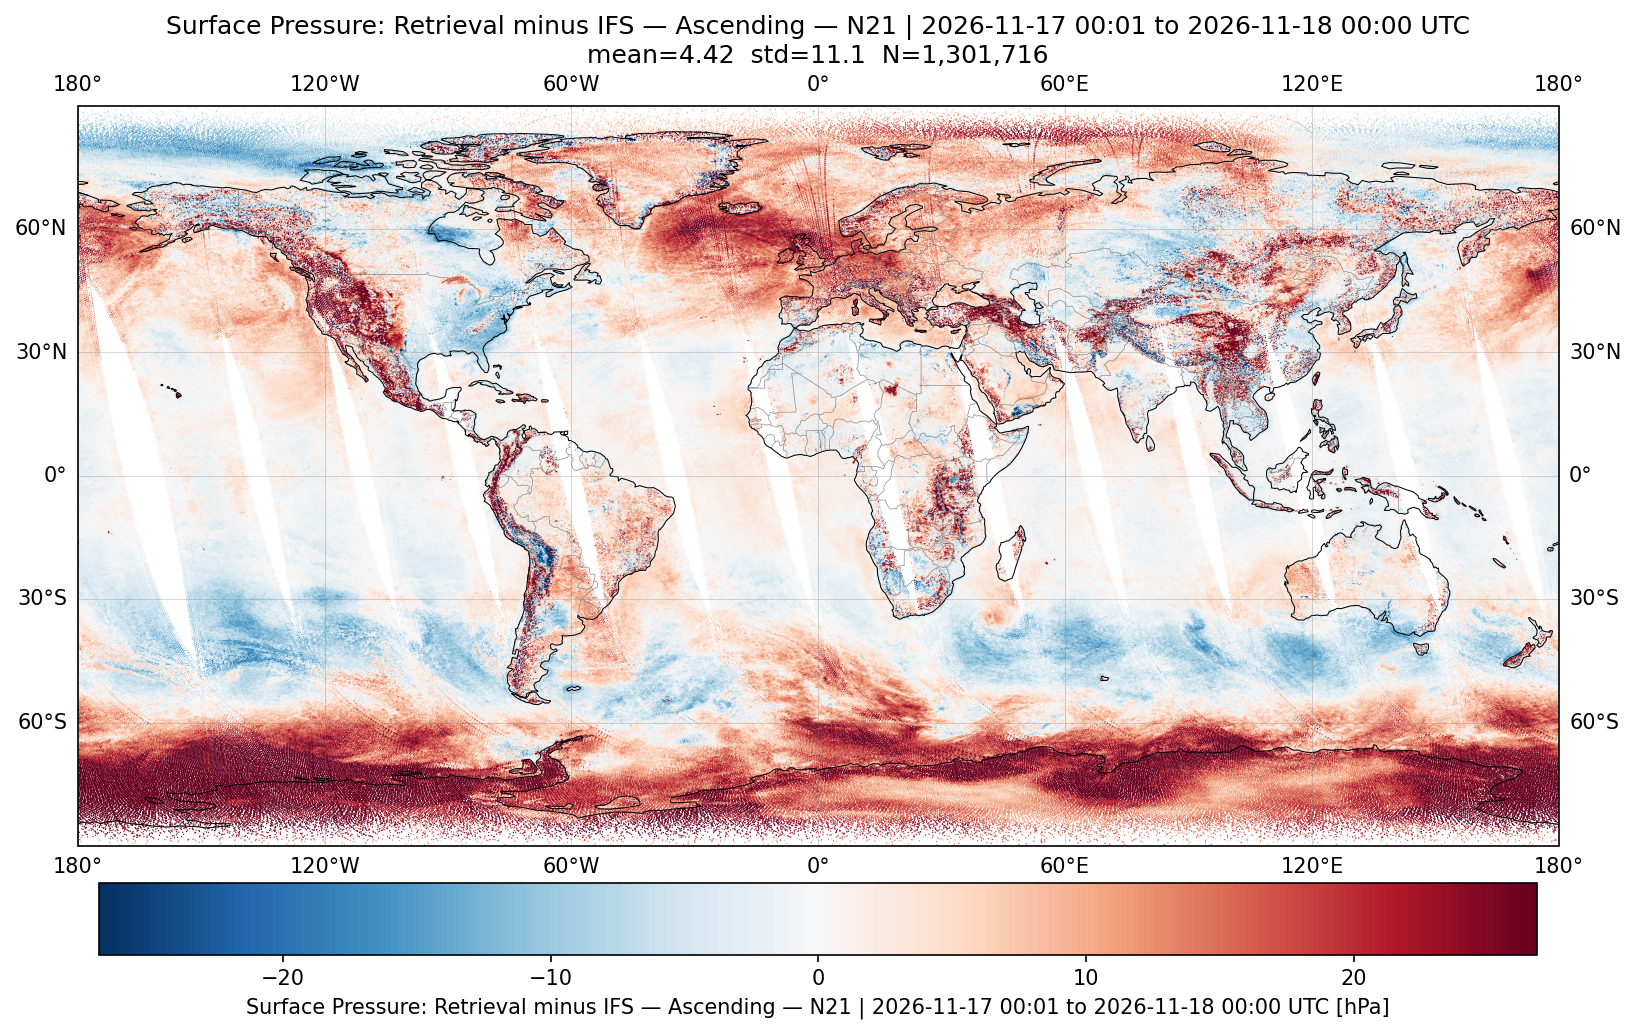 Surface Pressure: Retrieval minus IFS — Ascending — N21 | 2026-11-17 00:01 to 2026-11-18 00:00 UTC
mean=4.42  std=11.1  N=1,301,716
180° 120°W 60°W 0° 60°E 120°E 180°
60°N 60°N
30°N 30°N
0° 0°
30°S 30°S
60°S 60°S
180° 120°W 60°W 0° 60°E 120°E 180°
−20 −10 0 10 20
Surface Pressure: Retrieval minus IFS — Ascending — N21 | 2026-11-17 00:01 to 2026-11-18 00:00 UTC [hPa]